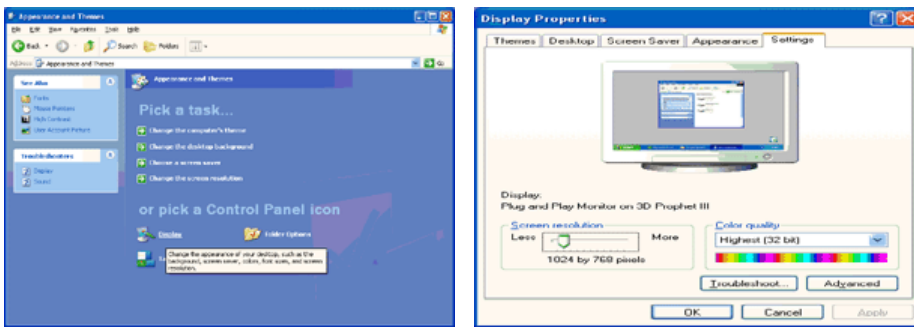 Appearance and Themes
File Edit View Favorites Tools Help
Back Search Folders
Address Appearance and Themes Go
See Also
Fonts
Mouse Pointers
High Contrast
User Account Picture
Troubleshooters
Display
Sound
Appearance and Themes
Pick a task...
Change the computer's theme
Change the desktop background
Choose a screen saver
Change the screen resolution
or pick a Control Panel icon
Display
Folder Options
Change the appearance of your desktop, such as the
background, screen saver, colors, font sizes, and screen
resolution.
Display Properties
Themes Desktop Screen Saver Appearance Settings
Display:
Plug and Play Monitor on 3D Prophet III
Screen resolution
Less More
1024 by 768 pixels
Color quality
Highest (32 bit)
Troubleshoot... Advanced
OK Cancel Apply